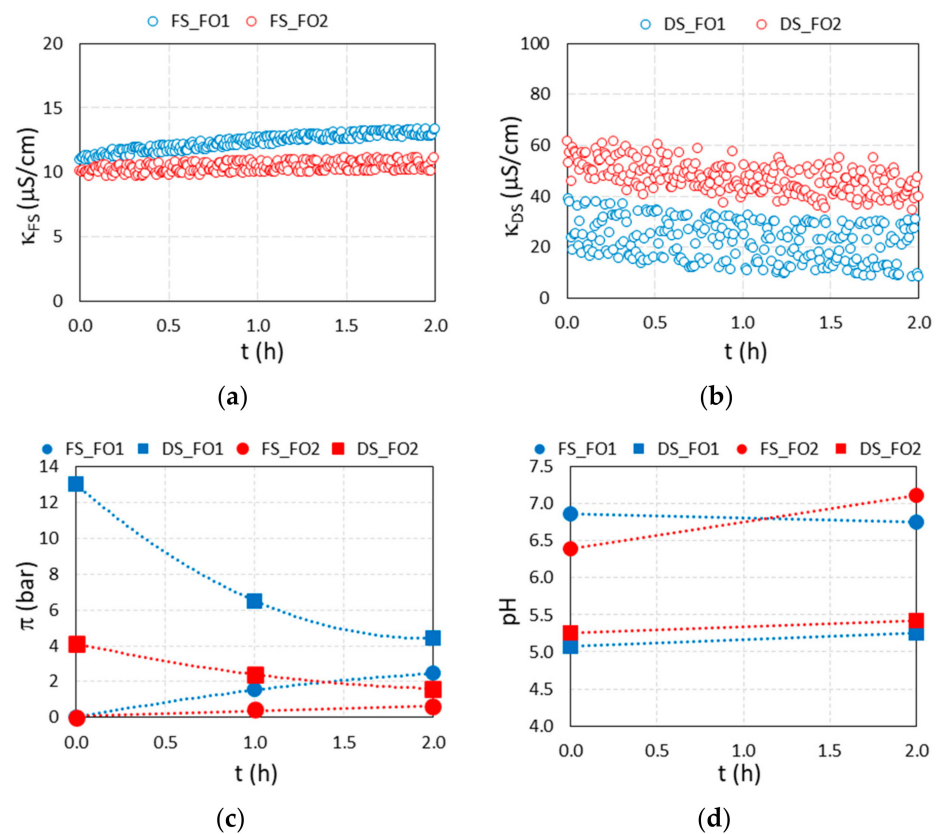 FS_FO1 FS_FO2
20
15
10
5
0
κFS (µS/cm)
0.0 0.5 1.0 1.5 2.0
t (h)
(a)
DS_FO1 DS_FO2
100
80
60
40
20
0
κDS (µS/cm)
0.0 0.5 1.0 1.5 2.0
t (h)
(b)
FS_FO1 DS_FO1 FS_FO2 DS_FO2
14
12
10
8
6
4
2
0
π (bar)
0.0 0.5 1.0 1.5 2.0
t (h)
(c)
FS_FO1 DS_FO1 FS_FO2 DS_FO2
7.5
7.0
6.5
6.0
5.5
5.0
4.5
4.0
pH
0.0 0.5 1.0 1.5 2.0
t (h)
(d)